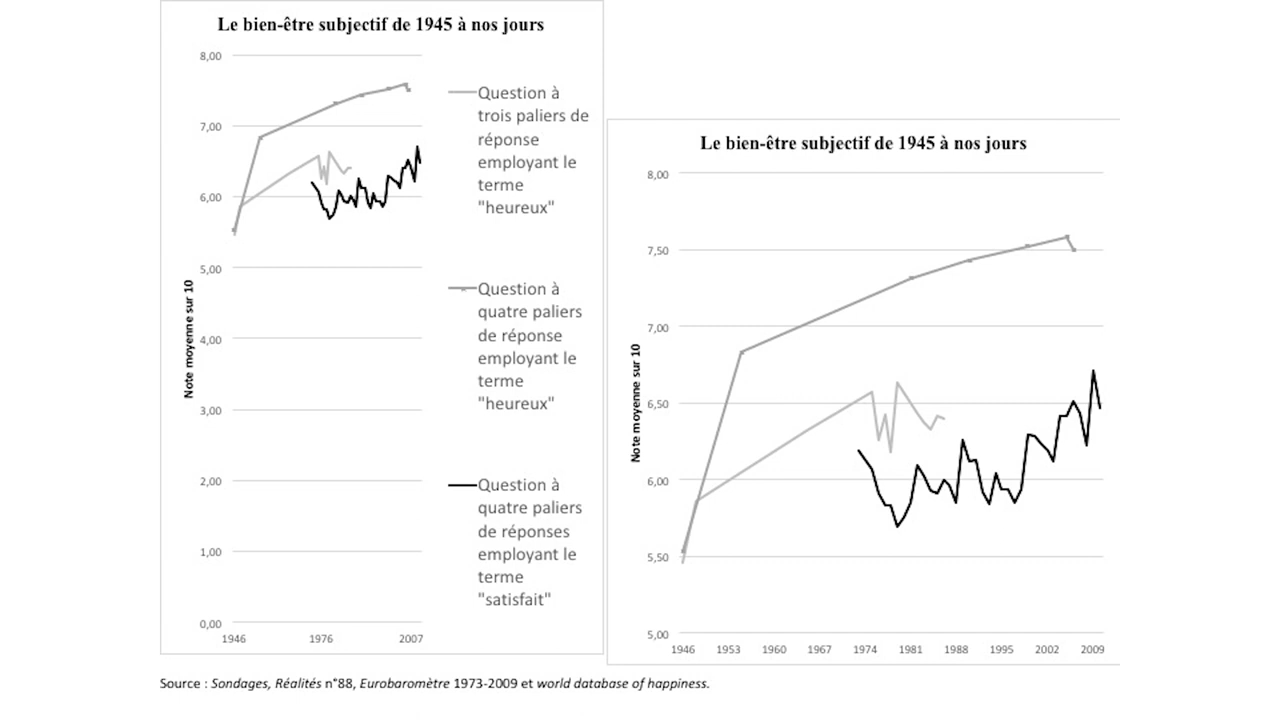 Le bien-être subjectif de 1945 à nos jours
8,00
7,00
6,00
5,00
4,00
3,00
2,00
1,00
0,00
Note moyenne sur 10
1946 1976 2007
Question à
trois paliers de
réponse
employant le
terme
"heureux"
Question à
quatre paliers
de réponse
employant le
terme
"heureux"
Question à
quatre paliers
de réponses
employant le
terme
"satisfait"
Le bien-être subjectif de 1945 à nos jours
8,00
7,50
7,00
6,50
6,00
5,50
5,00
Note moyenne sur 10
1946 1953 1960 1967 1974 1981 1988 1995 2002 2009
Source : Sondages, Réalités n°88, Eurobaromètre 1973-2009 et world database of happiness.